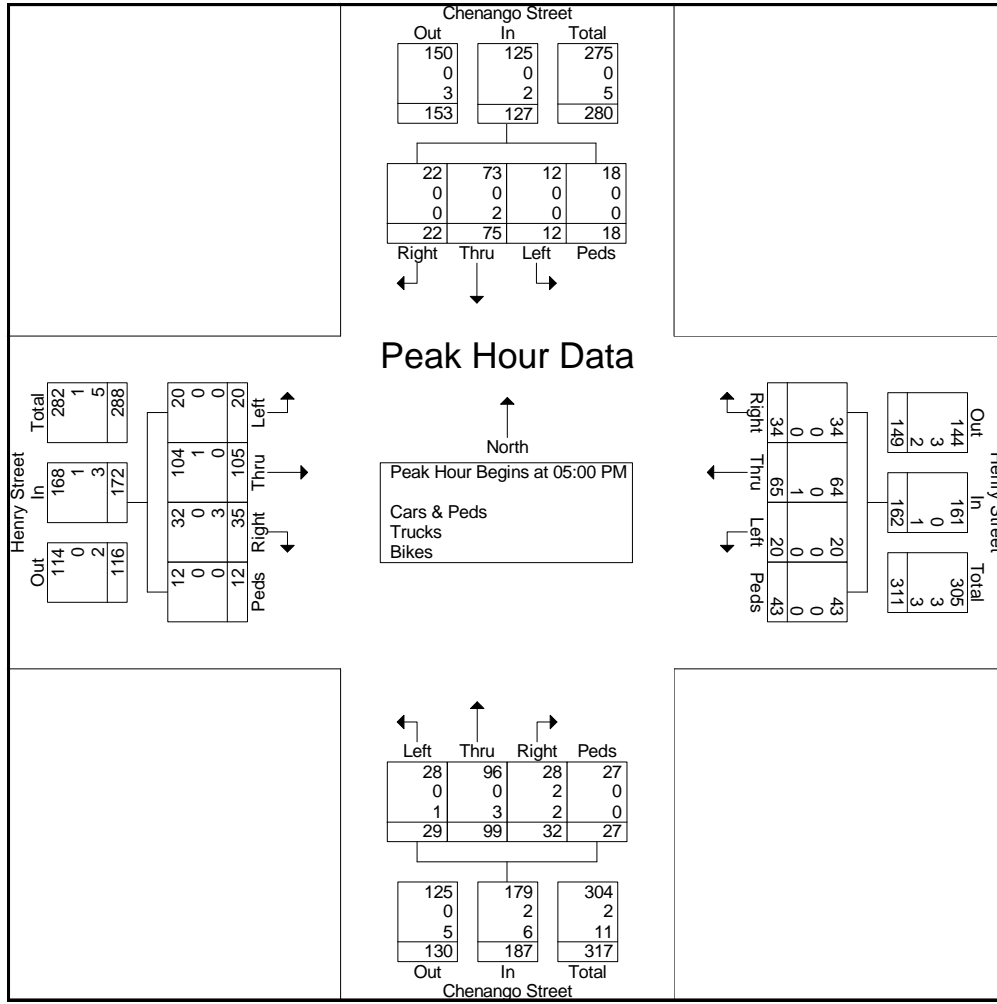 Chenango Street
Out In Total
150 125 275
0 0 0
3 2 5
153 127 280
22 73 12 18
0 0 0 0
0 2 0 0
22 75 12 18
Right Thru Left Peds
Peak Hour Data
Henry Street
Total In Out
282 168 114
1 1 0
5 3 2
288 172 116
20 104 32 12
0 1 0 0
0 0 3 0
20 105 35 12
Left Thru Right Peds
North
Peak Hour Begins at 05:00 PM
Cars & Peds
Trucks
Bikes
Right Thru Left Peds
34 65 20 43
0 1 0 0
0 0 0 0
34 64 20 43
Out In Total
149 162 311
2 1 3
3 0 3
144 161 305
Henry Street
Left Thru Right Peds
28 96 28 27
0 0 2 0
1 3 2 0
29 99 32 27
125 179 304
0 2 2
5 6 11
130 187 317
Out In Total
Chenango Street